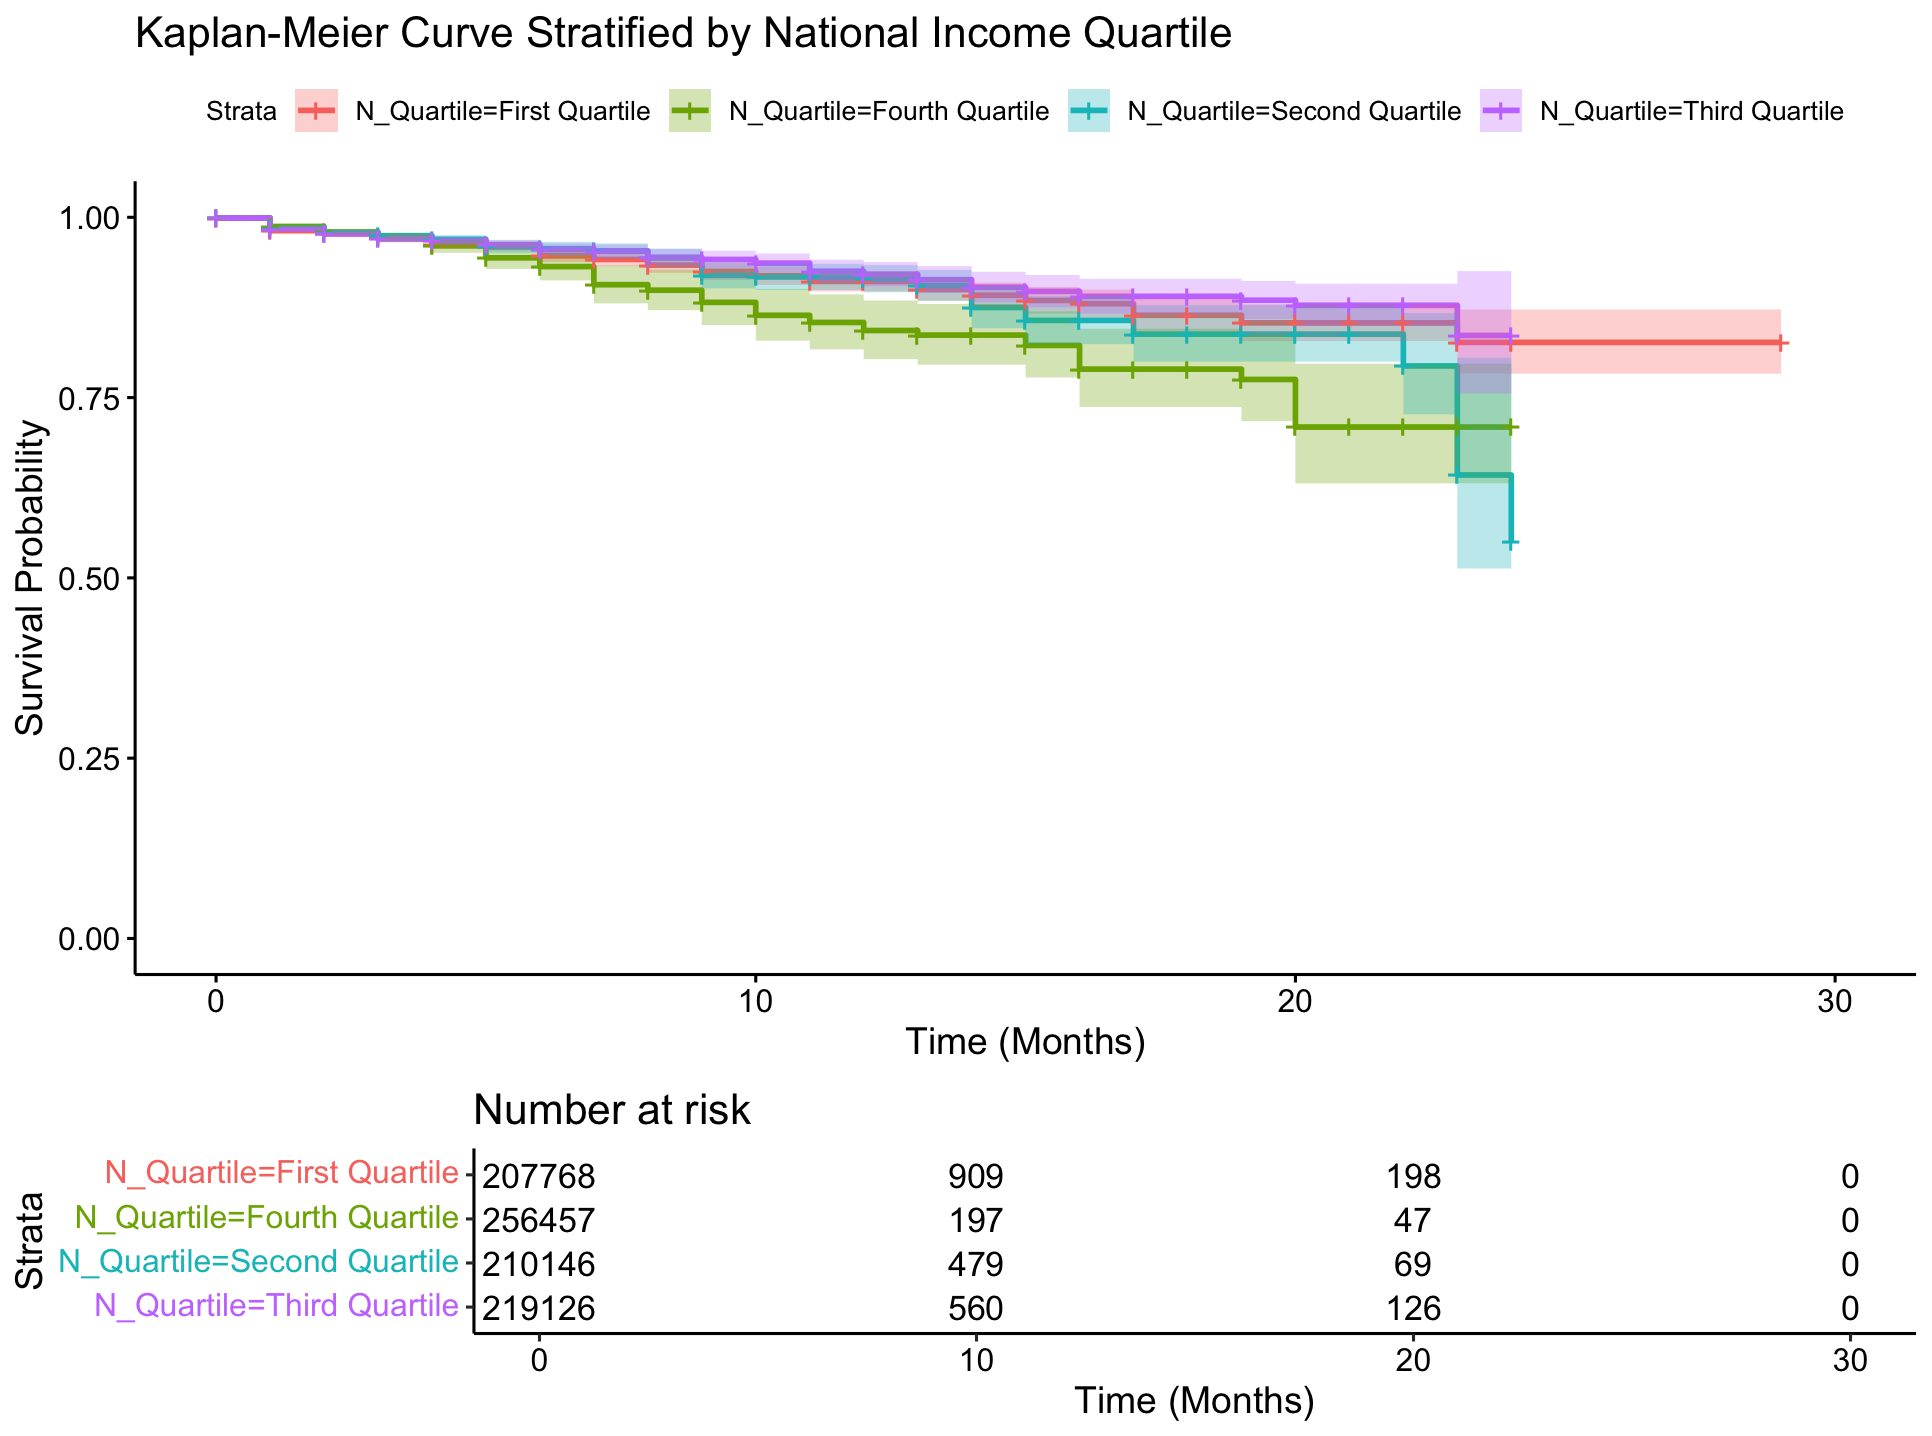 Kaplan-Meier Curve Stratified by National Income Quartile
Strata N_Quartile=First Quartile N_Quartile=Fourth Quartile N_Quartile=Second Quartile N_Quartile=Third Quartile
Survival Probability
1.00
0.75
0.50
0.25
0.00
0 10 20 30
Time (Months)
Number at risk
Strata
N_Quartile=First Quartile 207768 909 198 0
N_Quartile=Fourth Quartile 256457 197 47 0
N_Quartile=Second Quartile 210146 479 69 0
N_Quartile=Third Quartile 219126 560 126 0
0 10 20 30
Time (Months)